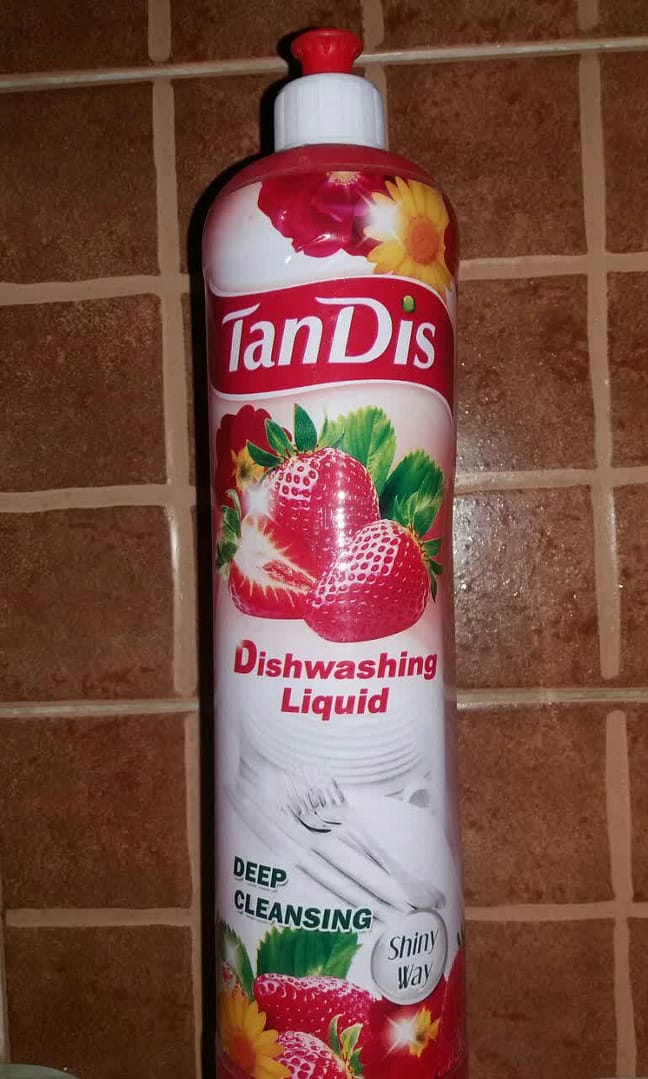 TanDis
Dishwashing
Liquid
DEEP
CLEANSING
Shiny
Way